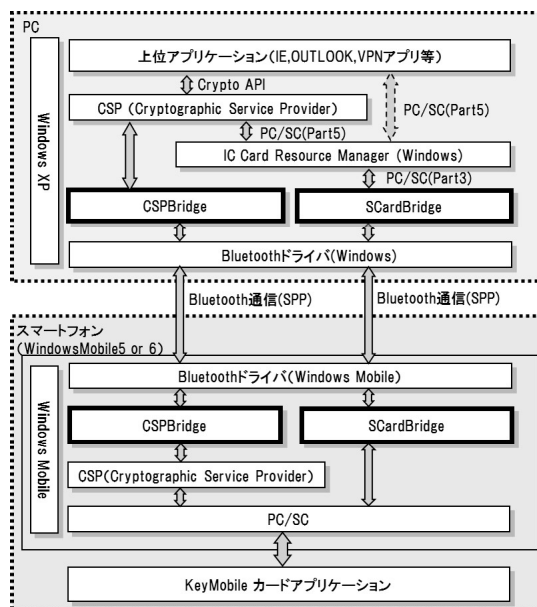 PC
上位アプリケーション(IE,OUTLOOK,VPNアプリ等)
Crypto API
CSP (Cryptographic Service Provider)
PC/SC(Part5)
PC/SC(Part5)
IC Card Resource Manager (Windows)
PC/SC(Part3)
Windows XP
CSPBridge
SCardBridge
Bluetoothドライバ(Windows)
Bluetooth通信(SPP)
Bluetooth通信(SPP)
スマートフォン
(WindowsMobile5 or 6)
Bluetoothドライバ(Windows Mobile)
Windows Mobile
CSPBridge
SCardBridge
CSP(Cryptographic Service Provider)
PC/SC
KeyMobile カードアプリケーション